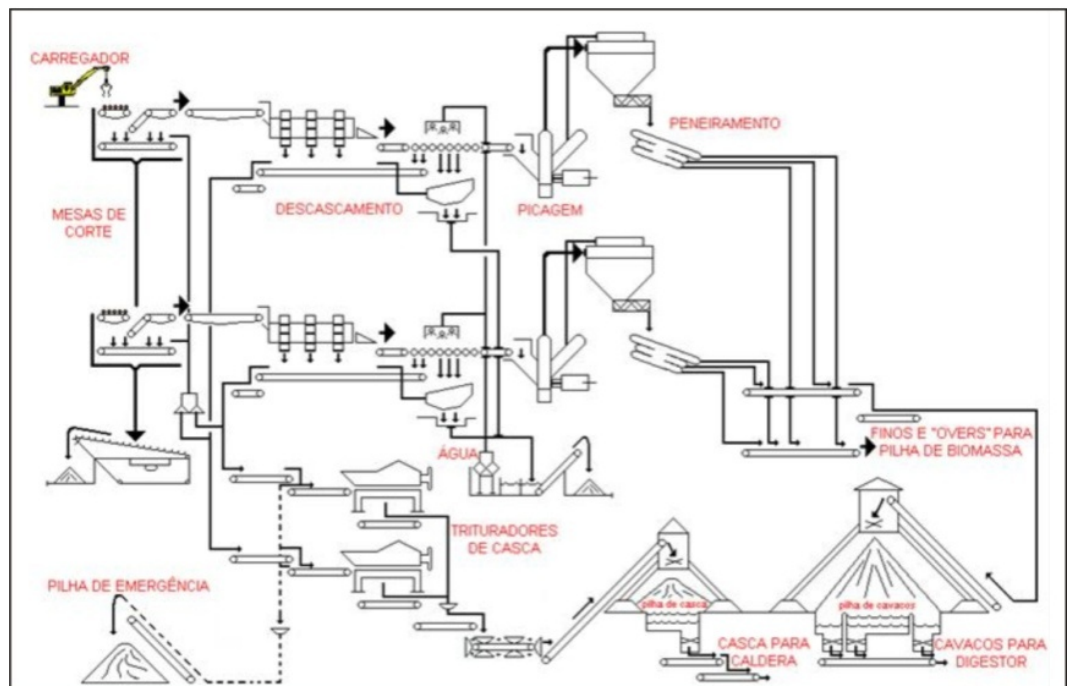 CARREGADOR
PENEIRAMENTO
MESAS DE
CORTE
DESCASCAMENTO
PICAGEM
ÁGUA
FINOS E "OVERS" PARA
PILHA DE BIOMASSA
TRITURADORES
DE CASCA
PILHA DE EMERGÊNCIA
pilha de casca
pilha de cavacos
CASCA PARA
CALDERA
CAVACOS PARA
DIGESTOR